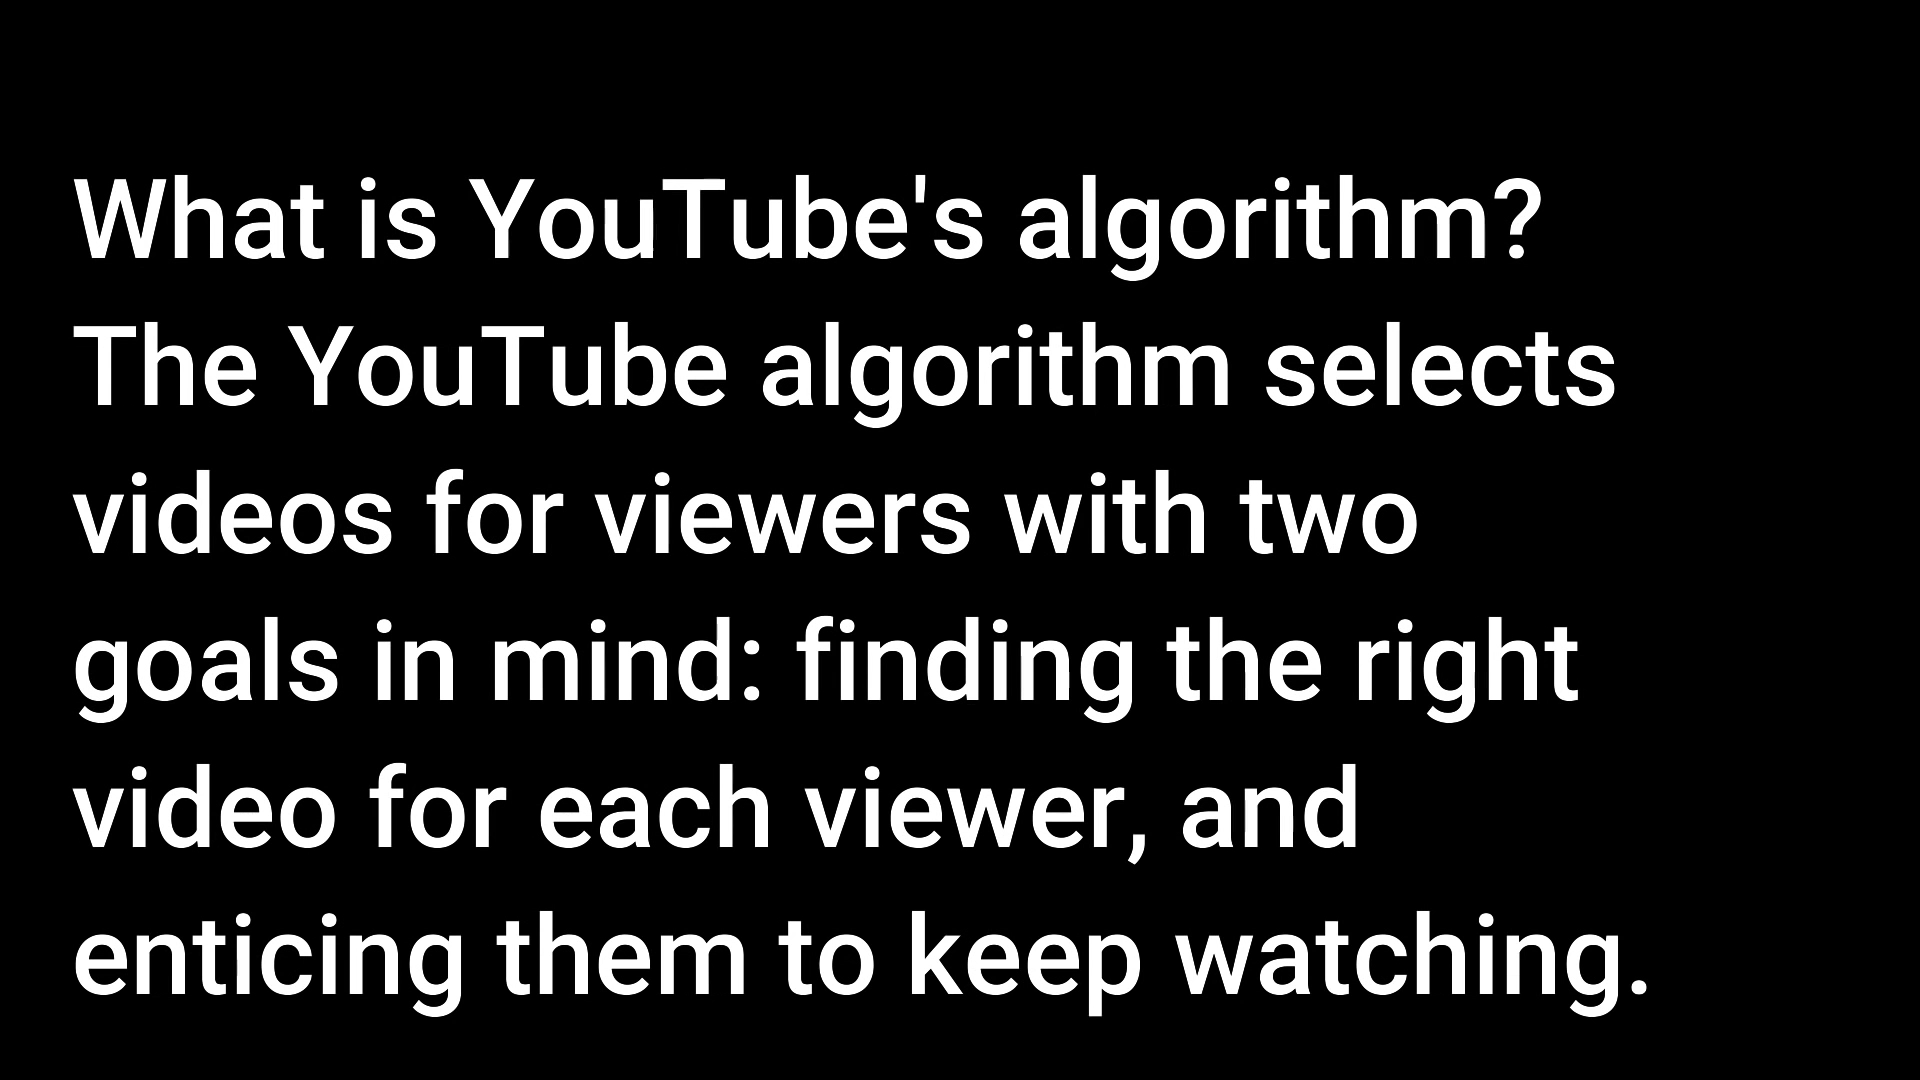 What is YouTube's algorithm?
The YouTube algorithm selects
videos for viewers with two
goals in mind: finding the right
video for each viewer, and
enticing them to keep watching.